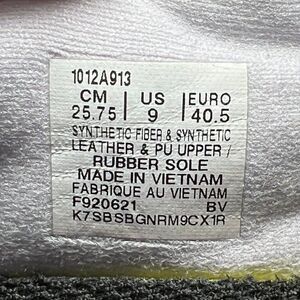 1012A913
CM US EURO
25.75 9 40.5
SYNTHETIC FIBER & SYNTHETIC
LEATHER & PU UPPER /
RUBBER SOLE
MADE IN VIETNAM
FABRIQUE AU VIETNAM
F920621 BV
K7SBSBGNRM9CX1R